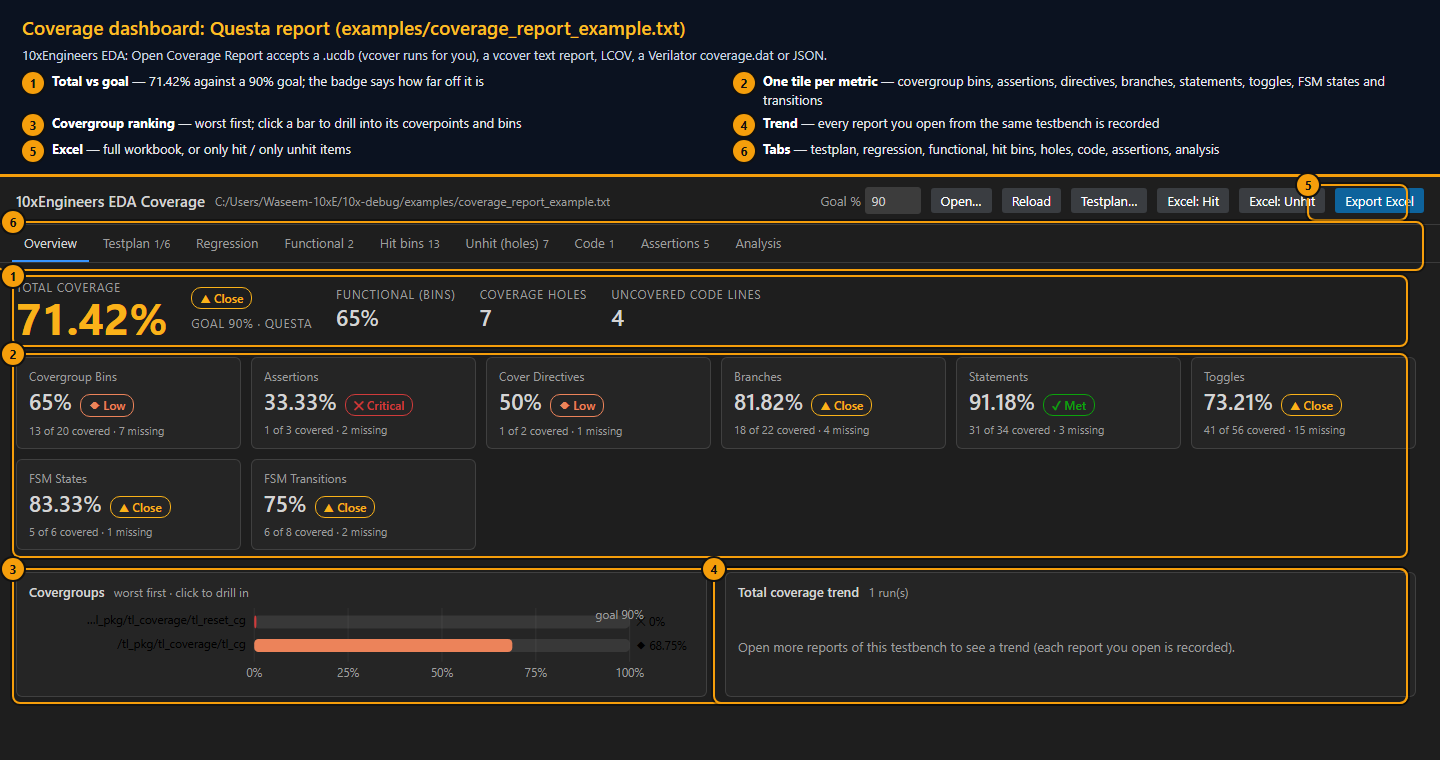 Coverage dashboard: Questa report (examples/coverage_report_example.txt)
10xEngineers EDA: Open Coverage Report accepts a .ucdb (vcover runs for you), a vcover text report, LCOV, a Verilator coverage.dat or JSON.
1 Total vs goal — 71.42% against a 90% goal; the badge says how far off it is
2 One tile per metric — covergroup bins, assertions, directives, branches, statements, toggles, FSM states and
transitions
3 Covergroup ranking — worst first; click a bar to drill into its coverpoints and bins
4 Trend — every report you open from the same testbench is recorded
5 Excel — full workbook, or only hit / only unhit items
6 Tabs — testplan, regression, functional, hit bins, holes, code, assertions, analysis
5
10xEngineers EDA Coverage C:/Users/Waseem-10xE/10x-debug/examples/coverage_report_example.txt Goal % 90 Open... Reload Testplan... Excel: Hit Excel: Unhit Export Excel
6
Overview Testplan 1/6 Regression Functional 2 Hit bins 13 Unhit (holes) 7 Code 1 Assertions 5 Analysis
1
TOTAL COVERAGE
71.42%
▲ Close
GOAL 90% · QUESTA
FUNCTIONAL (BINS)
65%
COVERAGE HOLES
7
UNCOVERED CODE LINES
4
2
Covergroup Bins
65% ◆ Low
13 of 20 covered · 7 missing
Assertions
33.33% ✕ Critical
1 of 3 covered · 2 missing
Cover Directives
50% ◆ Low
1 of 2 covered · 1 missing
Branches
81.82% ▲ Close
18 of 22 covered · 4 missing
Statements
91.18% ✓ Met
31 of 34 covered · 3 missing
Toggles
73.21% ▲ Close
41 of 56 covered · 15 missing
FSM States
83.33% ▲ Close
5 of 6 covered · 1 missing
FSM Transitions
75% ▲ Close
6 of 8 covered · 2 missing
3
Covergroups worst first · click to drill in
goal 90%
...l_pkg/tl_coverage/tl_reset_cg ✕ 0%
/tl_pkg/tl_coverage/tl_cg ◆ 68.75%
0% 25% 50% 75% 100%
4
Total coverage trend 1 run(s)
Open more reports of this testbench to see a trend (each report you open is recorded).